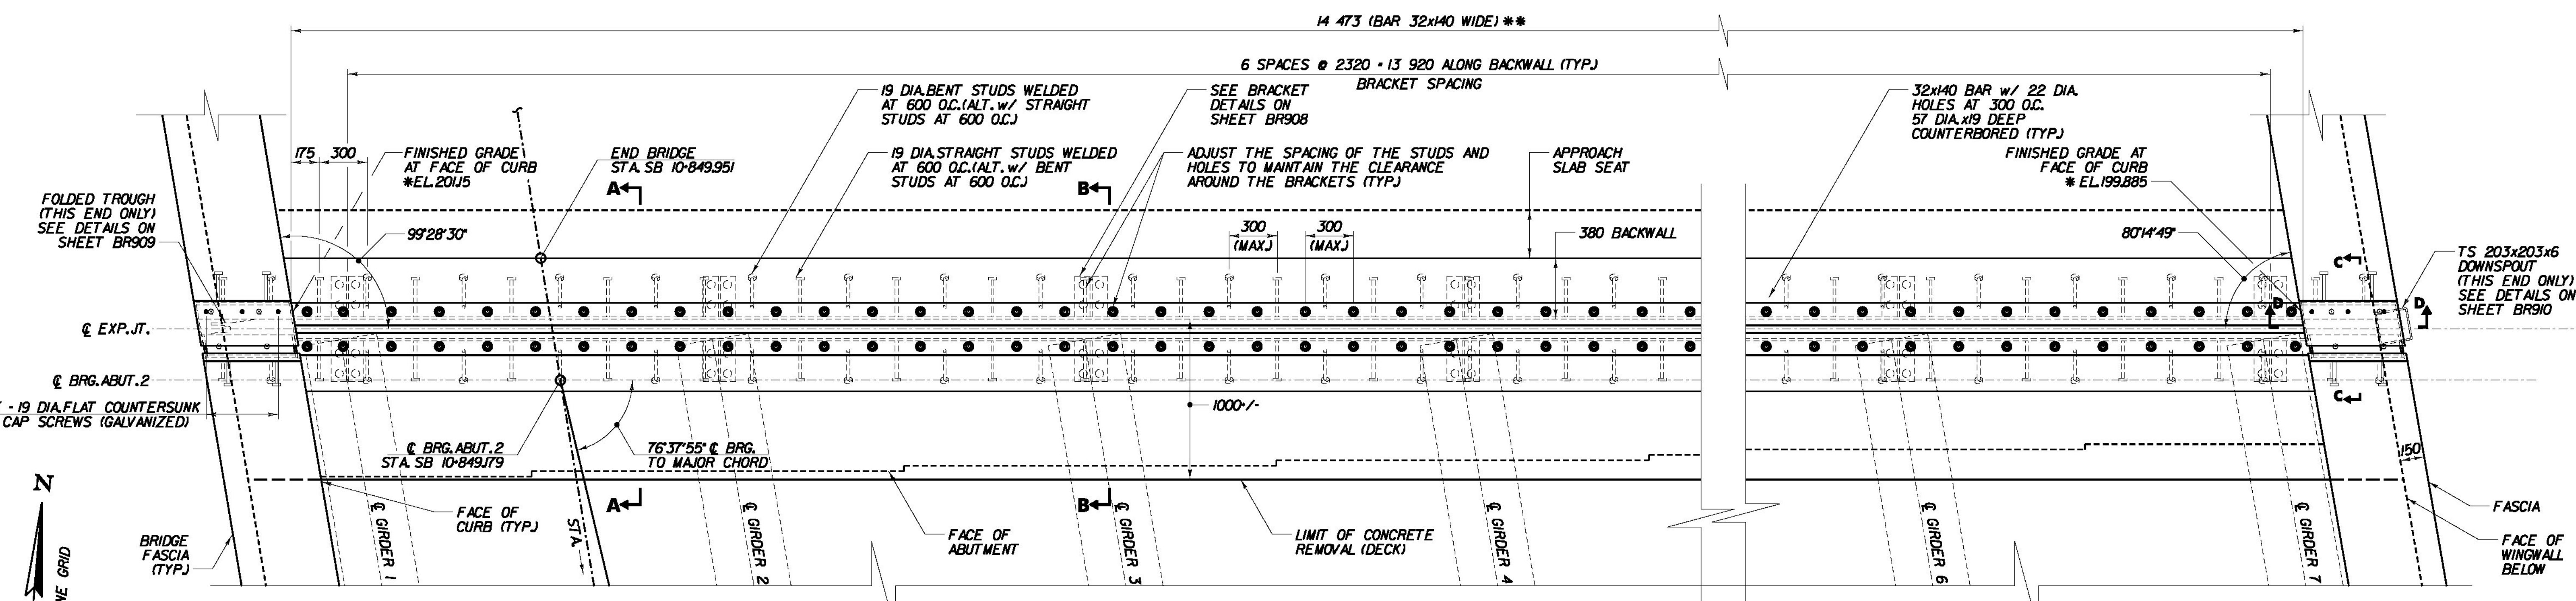 14 473 (BAR 32x140 WIDE) **
6 SPACES @ 2320 = 13 920 ALONG BACKWALL (TYP.)
BRACKET SPACING
19 DIA. BENT STUDS WELDED
AT 600 O.C. (ALT. w/ STRAIGHT
STUDS AT 600 O.C.)
SEE BRACKET
DETAILS ON
SHEET BR908
32x140 BAR w/ 22 DIA.
HOLES AT 300 O.C.
57 DIA. x19 DEEP
COUNTERBORED (TYP.)
175
300
FINISHED GRADE
AT FACE OF CURB
*EL. 201.15
END BRIDGE
STA. SB 10+849.951
A
19 DIA. STRAIGHT STUDS WELDED
AT 600 O.C. (ALT. w/ BENT
STUDS AT 600 O.C.)
B
ADJUST THE SPACING OF THE STUDS AND
HOLES TO MAINTAIN THE CLEARANCE
AROUND THE BRACKETS (TYP.)
APPROACH
SLAB SEAT
FINISHED GRADE AT
FACE OF CURB
* EL. 199.885
FOLDED TROUGH
(THIS END ONLY)
SEE DETAILS ON
SHEET BR909
99°28'30"
300
(MAX.)
300
(MAX.)
380 BACKWALL
80°14'49"
C
D
D
TS 203x203x6
DOWNSPOUT
(THIS END ONLY)
SEE DETAILS ON
SHEET BR910
℄ EXP. JT.
℄ BRG. ABUT. 2
- 19 DIA. FLAT COUNTERSUNK
CAP SCREWS (GALVANIZED)
1000+/-
C
℄ BRG. ABUT. 2
STA. SB 10+849.179
76°37'55" ℄ BRG.
TO MAJOR CHORD
150
N
NE GRID
BRIDGE
FASCIA
(TYP.)
℄ GIRDER 1
FACE OF
CURB (TYP.)
STA.
A
℄ GIRDER 2
FACE OF
ABUTMENT
B
℄ GIRDER 3
LIMIT OF CONCRETE
REMOVAL (DECK)
℄ GIRDER 4
℄ GIRDER 6
℄ GIRDER 7
FASCIA
FACE OF
WINGWALL
BELOW